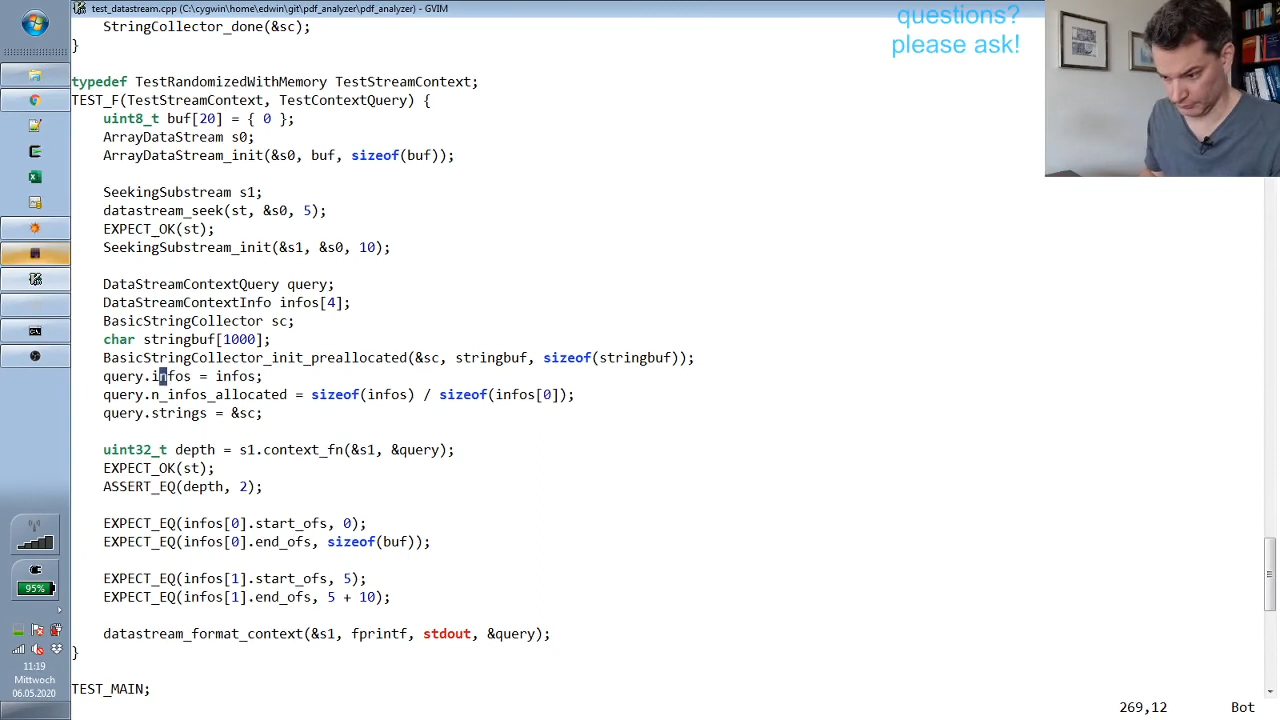 test_datastream.cpp (C:\cygwin\home\edwin\git\pdf_analyzer\pdf_analyzer) - GVIM
questions?
please ask!
StringCollector_done(&sc);
}
typedef TestRandomizedWithMemory TestStreamContext;
TEST_F(TestStreamContext, TestContextQuery) {
uint8_t buf[20] = { 0 };
ArrayDataStream s0;
ArrayDataStream_init(&s0, buf, sizeof(buf));
SeekingSubstream s1;
datastream_seek(st, &s0, 5);
EXPECT_OK(st);
SeekingSubstream_init(&s1, &s0, 10);
DataStreamContextQuery query;
DataStreamContextInfo infos[4];
BasicStringCollector sc;
char stringbuf[1000];
BasicStringCollector_init_preallocated(&sc, stringbuf, sizeof(stringbuf));
query.infos = infos;
query.n_infos_allocated = sizeof(infos) / sizeof(infos[0]);
query.strings = &sc;
uint32_t depth = s1.context_fn(&s1, &query);
EXPECT_OK(st);
ASSERT_EQ(depth, 2);
EXPECT_EQ(infos[0].start_ofs, 0);
EXPECT_EQ(infos[0].end_ofs, sizeof(buf));
EXPECT_EQ(infos[1].start_ofs, 5);
EXPECT_EQ(infos[1].end_ofs, 5 + 10);
datastream_format_context(&s1, fprintf, stdout, &query);
}
TEST_MAIN;
269,12 Bot
95%
11:19
Mittwoch
06.05.2020